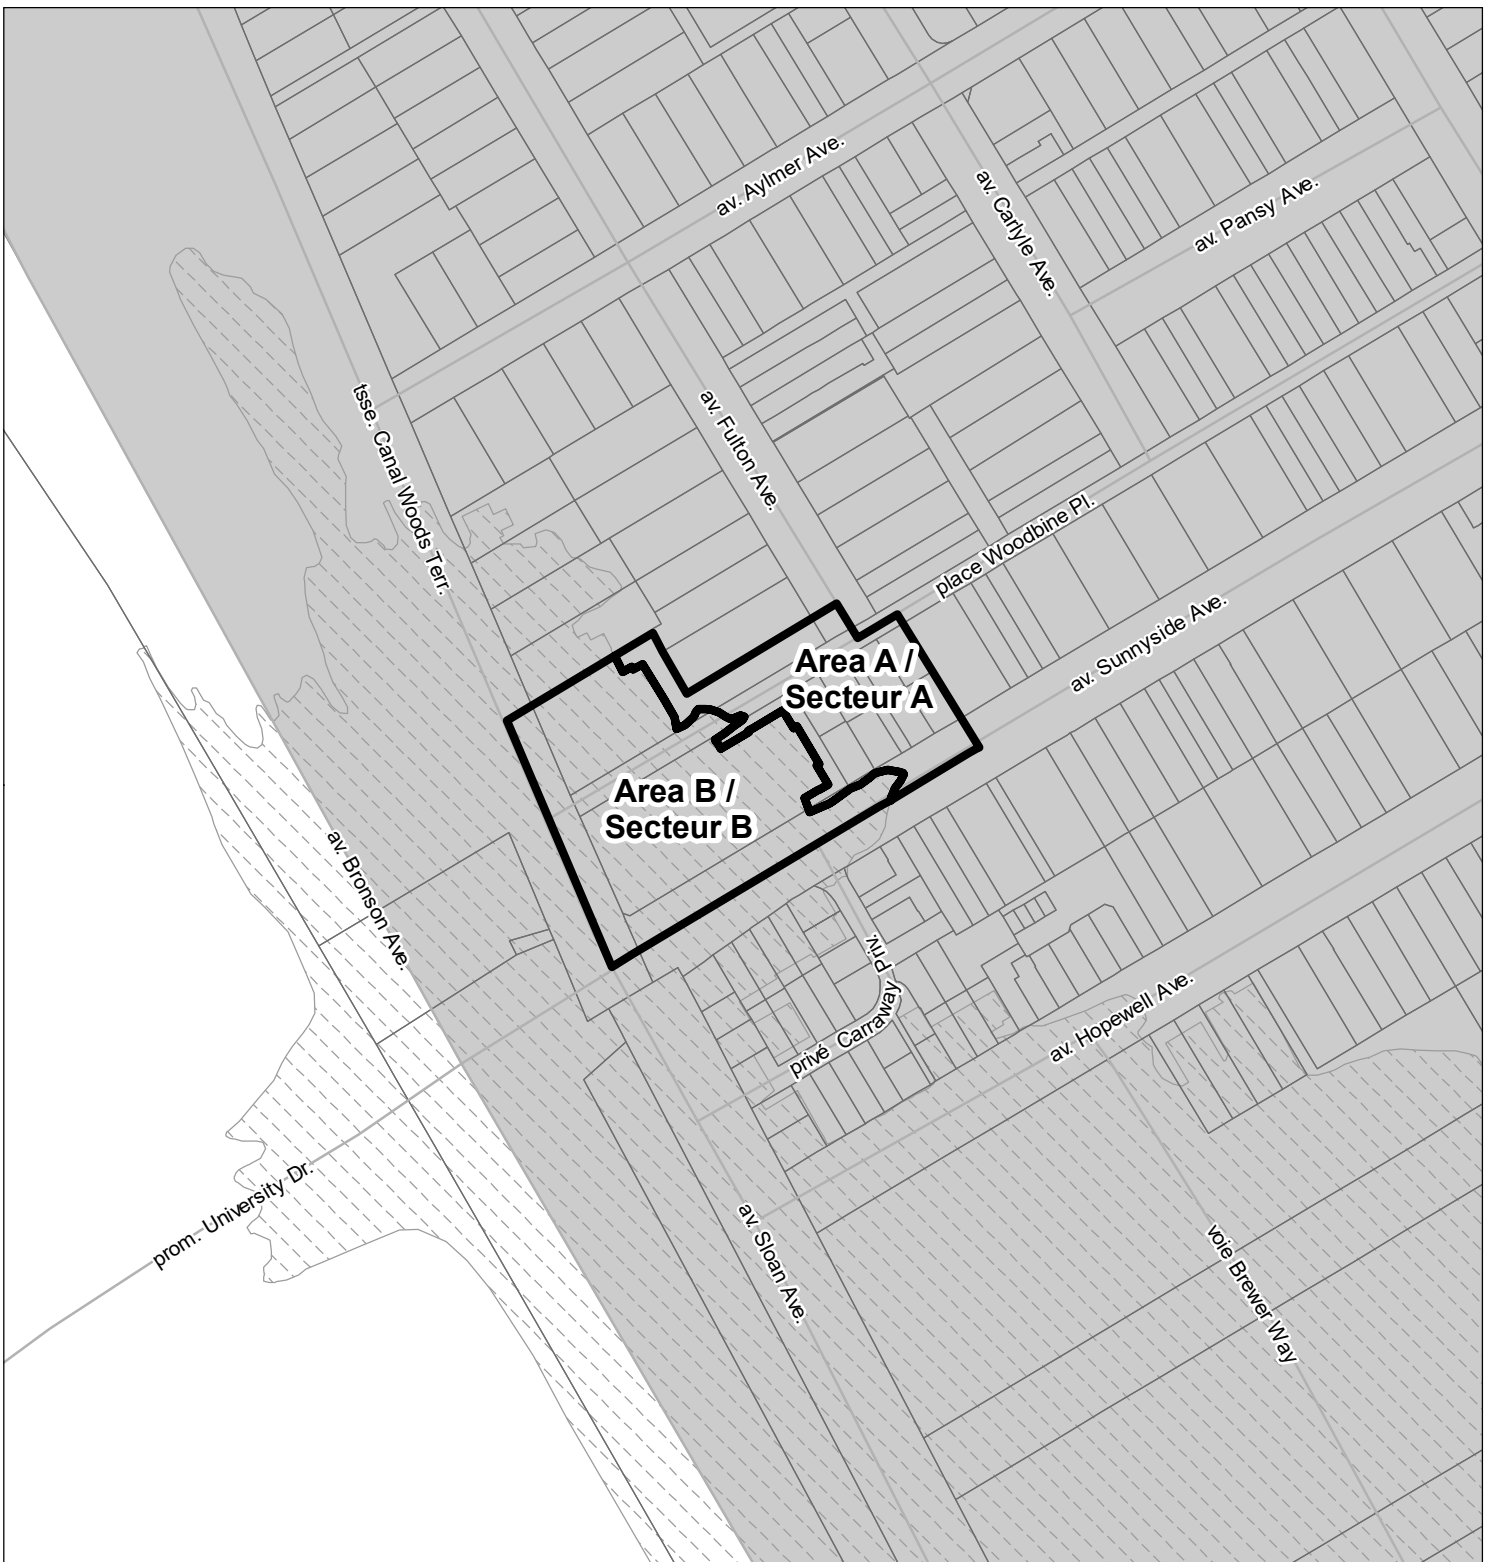 av. Aylmer Ave.
av. Carlyle Ave.
av. Pansy Ave.
tsse. Canal Woods Terr.
av. Fulton Ave.
place Woodbine Pl.
av. Sunnyside Ave.
Area A /
Secteur A
Area B /
Secteur B
av. Bronson Ave.
privé Carraway Priv.
av. Hopewell Ave.
prom. University Dr.
av. Sloan Ave.
voie Brewer Way